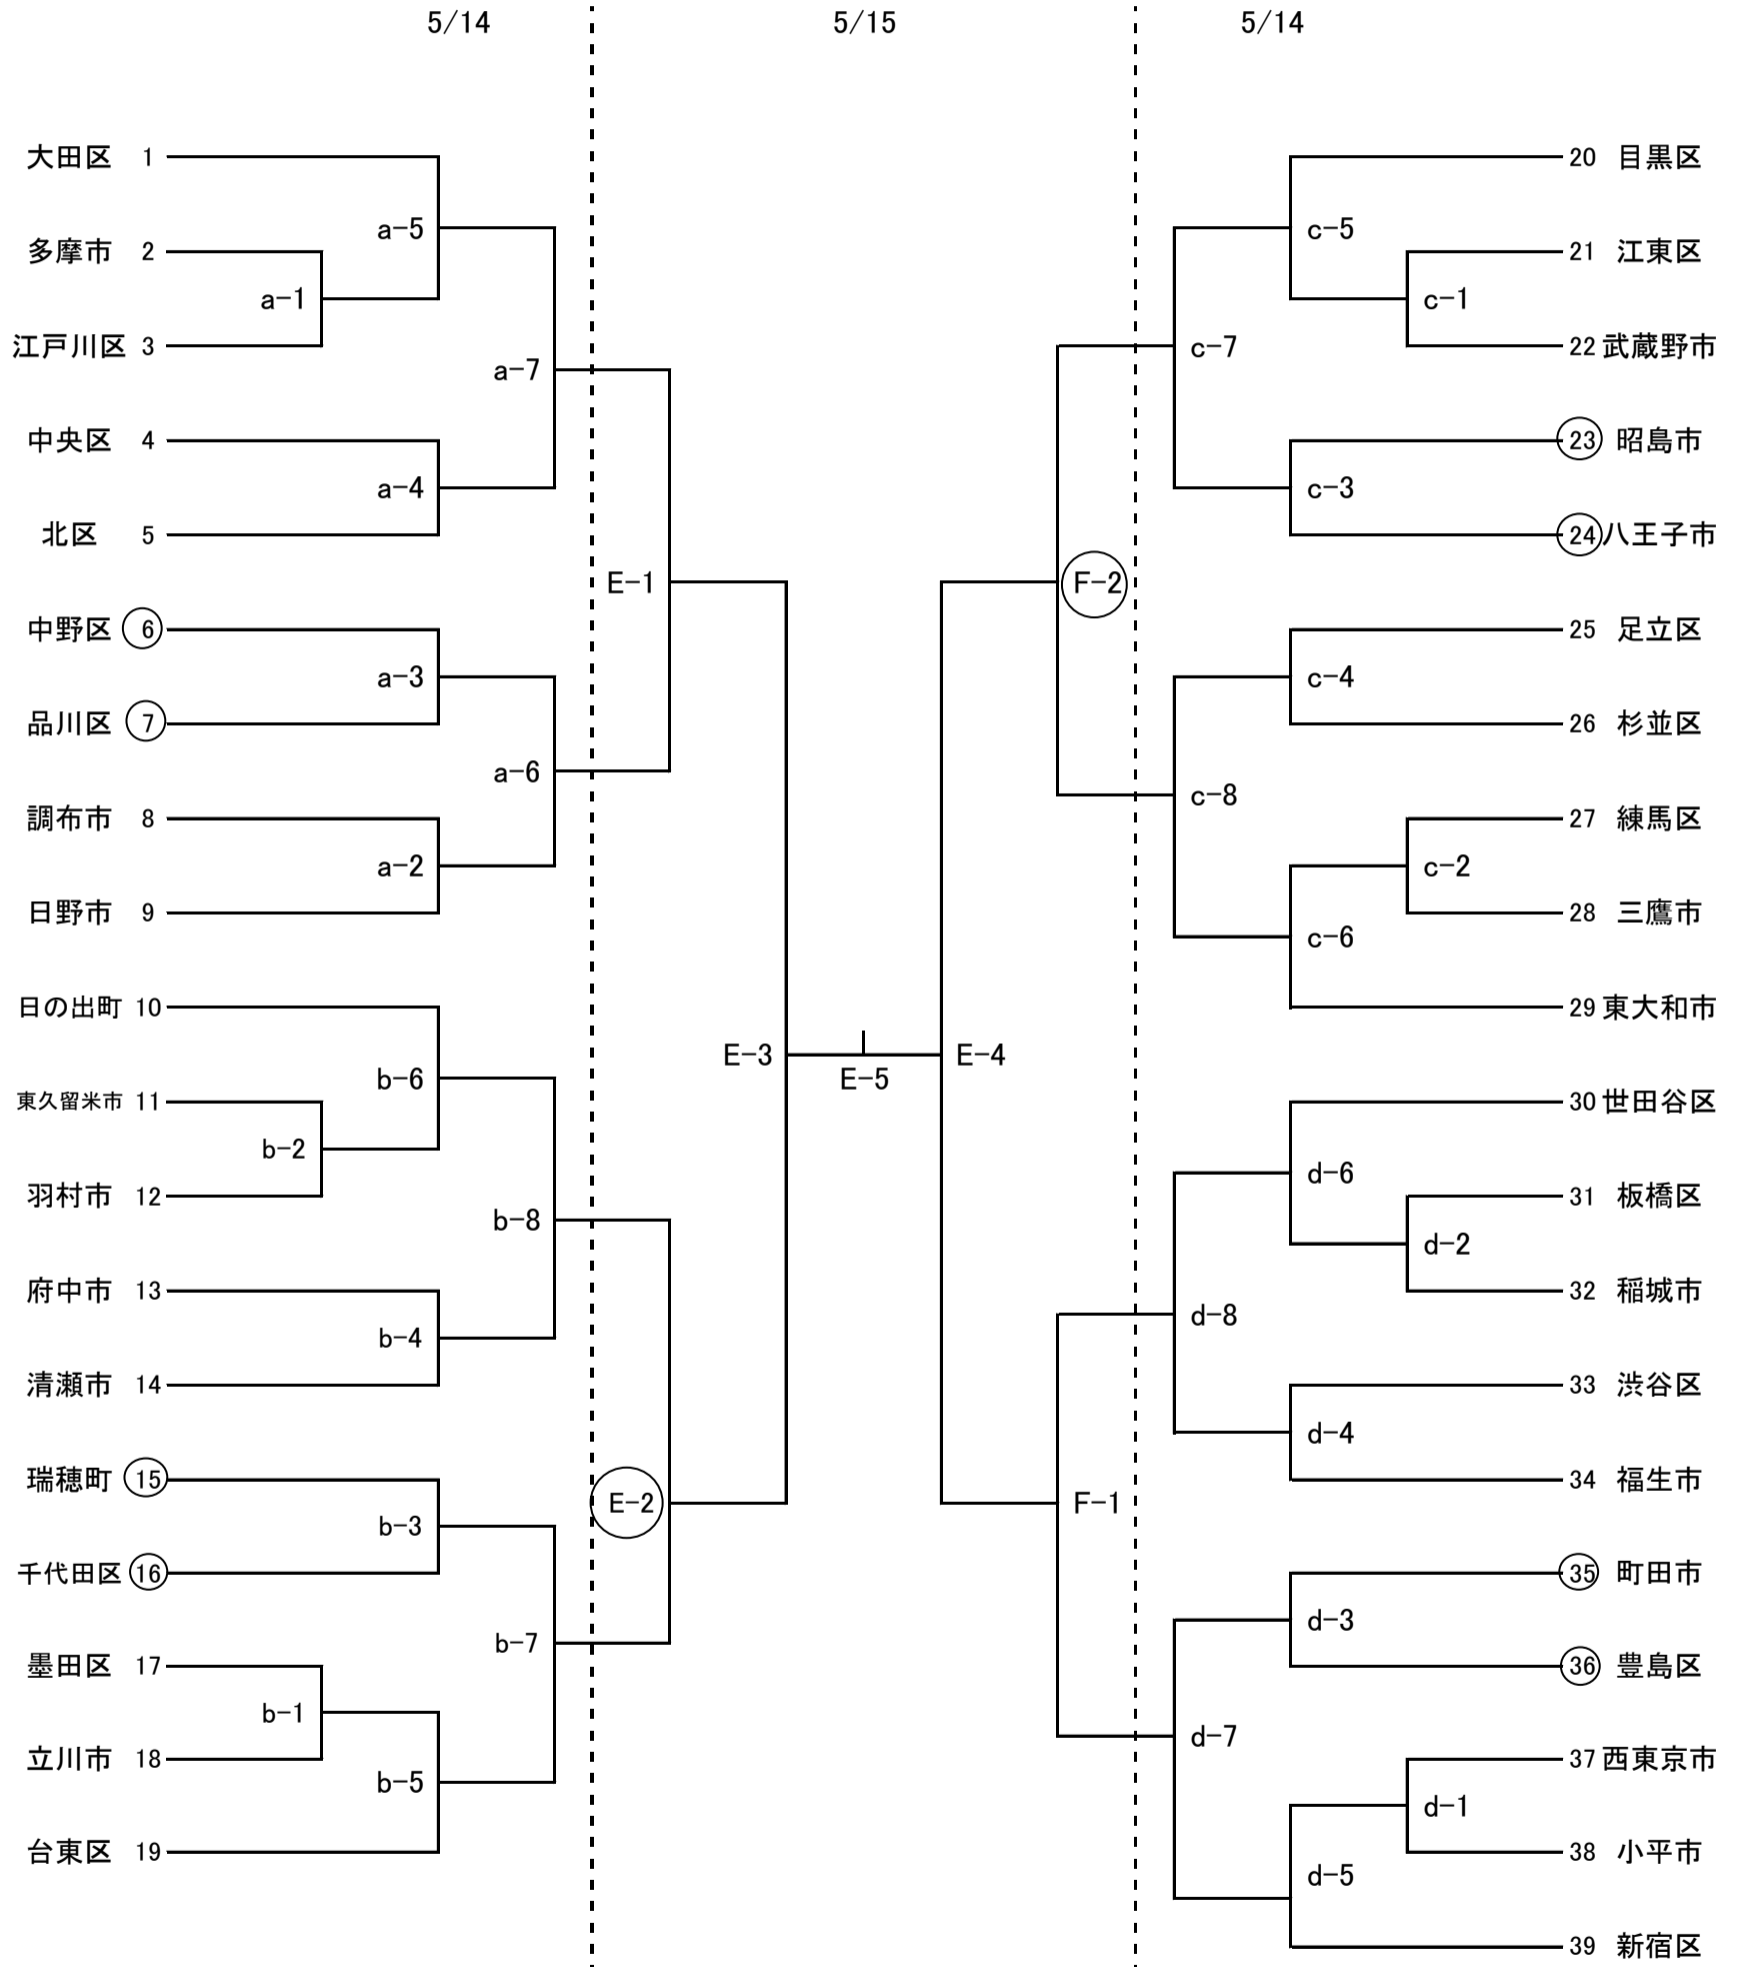 5/14 5/15 5/14
大田区 1
多摩市 2
江戸川区 3
中央区 4
北区 5
中野区 6
品川区 7
調布市 8
日野市 9
日の出町 10
東久留米市 11
羽村市 12
府中市 13
清瀬市 14
瑞穂町 15
千代田区 16
墨田区 17
立川市 18
台東区 19
a-5
a-1
a-7
a-4
a-3
a-6
a-2
b-6
b-2
b-8
b-4
b-3
b-7
b-1
b-5
E-1
E-2
E-3
E-5
E-4
F-2
F-1
c-5
c-1
c-7
c-3
c-4
c-8
c-2
c-6
d-6
d-2
d-8
d-4
d-3
d-7
d-1
d-5
20 目黒区
21 江東区
22 武蔵野市
23 昭島市
24 八王子市
25 足立区
26 杉並区
27 練馬区
28 三鷹市
29 東大和市
30 世田谷区
31 板橋区
32 稲城市
33 渋谷区
34 福生市
35 町田市
36 豊島区
37 西東京市
38 小平市
39 新宿区